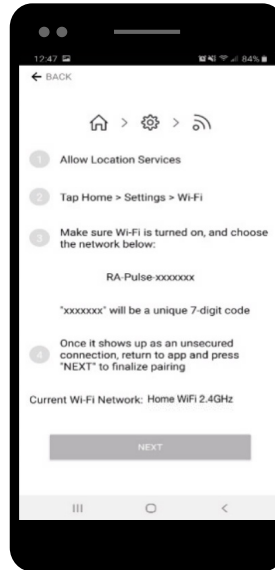 12:47
84%
← BACK
> >
1 Allow Location Services
2 Tap Home > Settings > Wi-Fi
3 Make sure Wi-Fi is turned on, and choose
the network below:
RA-Pulse-xxxxxxx
"xxxxxxx" will be a unique 7-digit code
4 Once it shows up as an unsecured
connection, return to app and press
"NEXT" to finalize pairing
Current Wi-Fi Network: Home WiFi 2.4GHz
NEXT